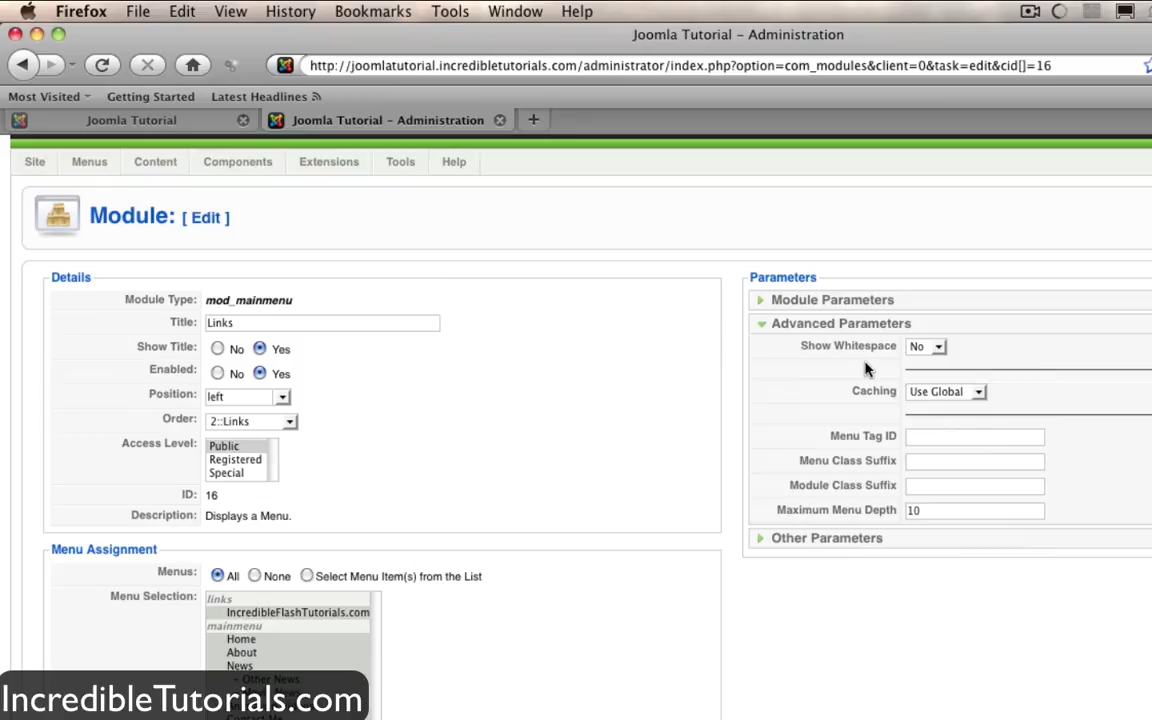 Firefox File Edit View History Bookmarks Tools Window Help
Joomla Tutorial - Administration
http://joomlatutorial.incredibletutorials.com/administrator/index.php?option=com_modules&client=0&task=edit&cid[]=16
Most Visited Getting Started Latest Headlines
Joomla Tutorial Joomla Tutorial - Administration
Site Menus Content Components Extensions Tools Help
Module: [ Edit ]
Details
Module Type: mod_mainmenu
Title: Links
Show Title: No Yes
Enabled: No Yes
Position: left
Order: 2::Links
Access Level: Public
Registered
Special
ID: 16
Description: Displays a Menu.
Menu Assignment
Menus: All None Select Menu Item(s) from the List
Menu Selection: links
IncredibleFlashTutorials.com
mainmenu
Home
About
News
- Other News
Contact Me
Parameters
Module Parameters
Advanced Parameters
Show Whitespace No
Caching Use Global
Menu Tag ID
Menu Class Suffix
Module Class Suffix
Maximum Menu Depth 10
Other Parameters
IncredibleTutorials.com